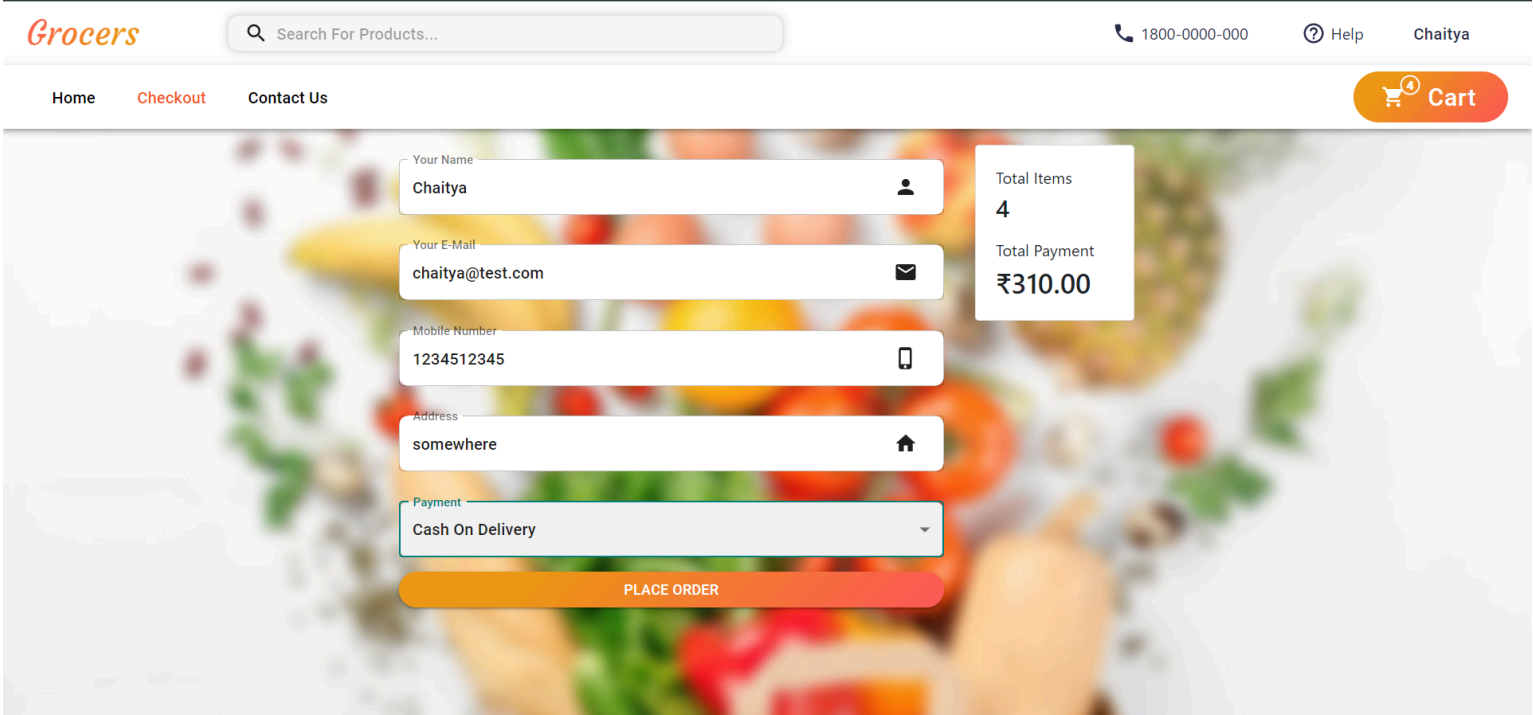 Grocers
Search For Products...
1800-0000-000
Help
Chaitya
Home
Checkout
Contact Us
4
Cart
Your Name
Chaitya
Your E-Mail
chaitya@test.com
Mobile Number
1234512345
Address
somewhere
Payment
Cash On Delivery
PLACE ORDER
Total Items
4
Total Payment
₹310.00